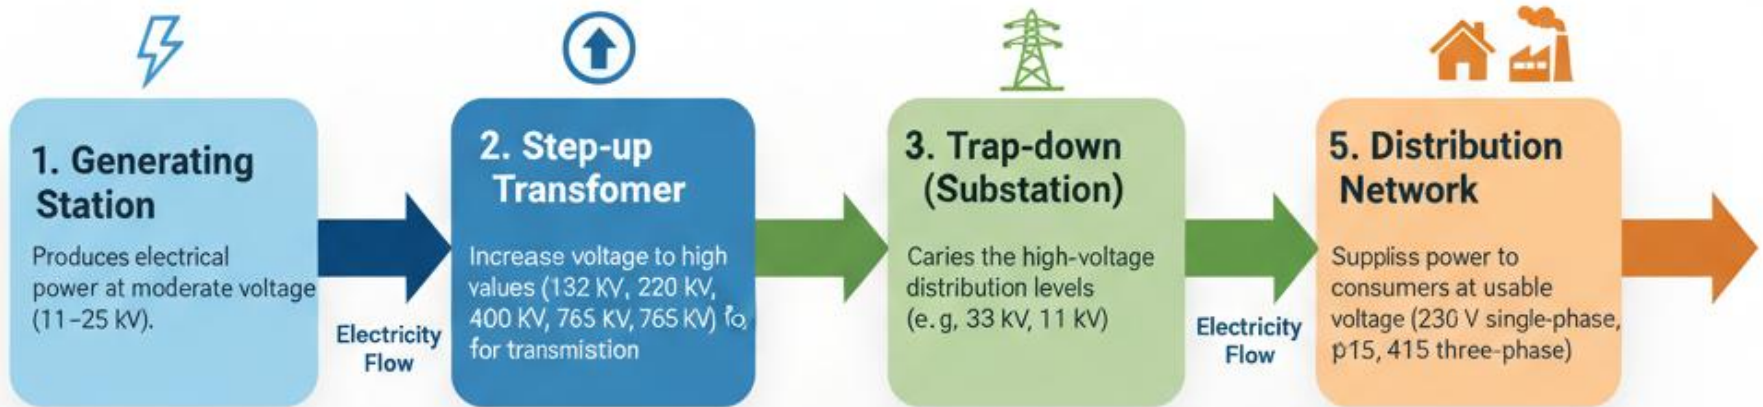 1. Generating
Station
Produces electrical
power at moderate voltage
(11–25 kV).
Electricity
Flow
2. Step-up
Transfomer
Increase voltage to high
values (132 KV, 220 kV,
400 KV, 765 KV, 765 KV)
for transmistion
3. Trap-down
(Substation)
Caries the high-voltage
distribution levels
(e.g, 33 KV, 11 kV)
Electricity
Flow
5. Distribution
Network
Suppliss power to
consumers at usable
voltage (230 V single-phase,
p15, 415 three-phase)